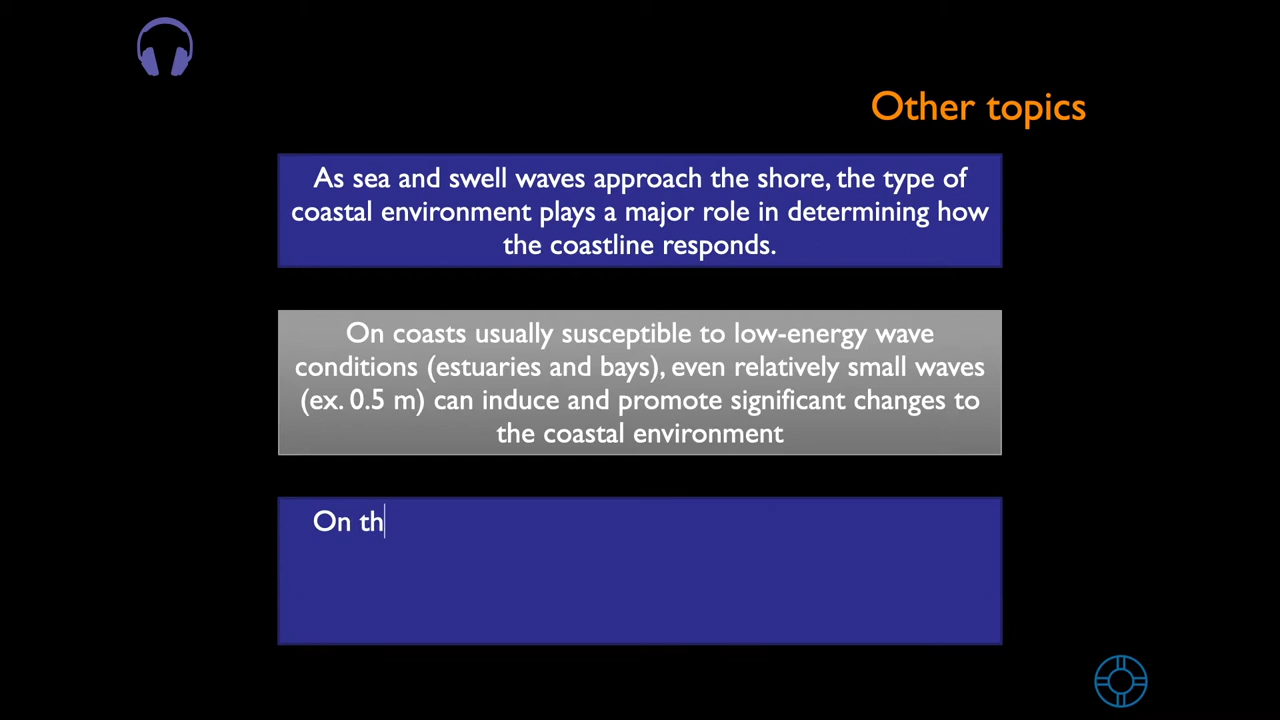 Other topics
As sea and swell waves approach the shore, the type of
coastal environment plays a major role in determining how
the coastline responds.
On coasts usually susceptible to low-energy wave
conditions (estuaries and bays), even relatively small waves
(ex. 0.5 m) can induce and promote significant changes to
the coastal environment
On th